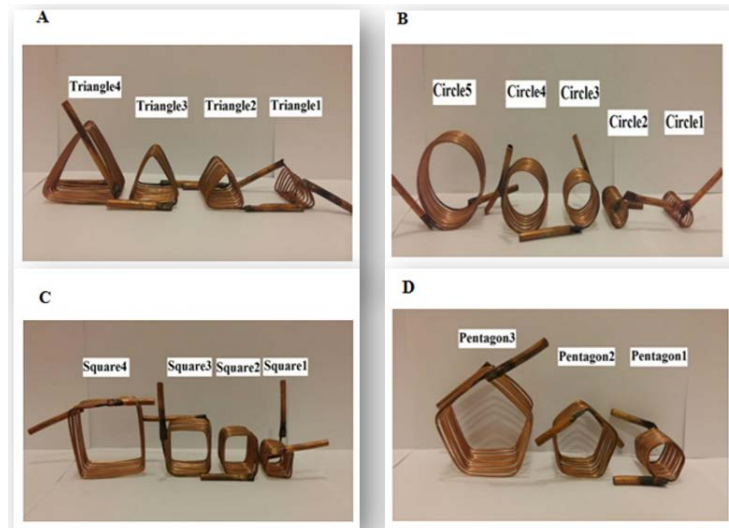 A
Triangle4
Triangle3
Triangle2
Triangle1
B
Circle5
Circle4
Circle3
Circle2
Circle1
C
Square4
Square3
Square2
Square1
D
Pentagon3
Pentagon2
Pentagon1